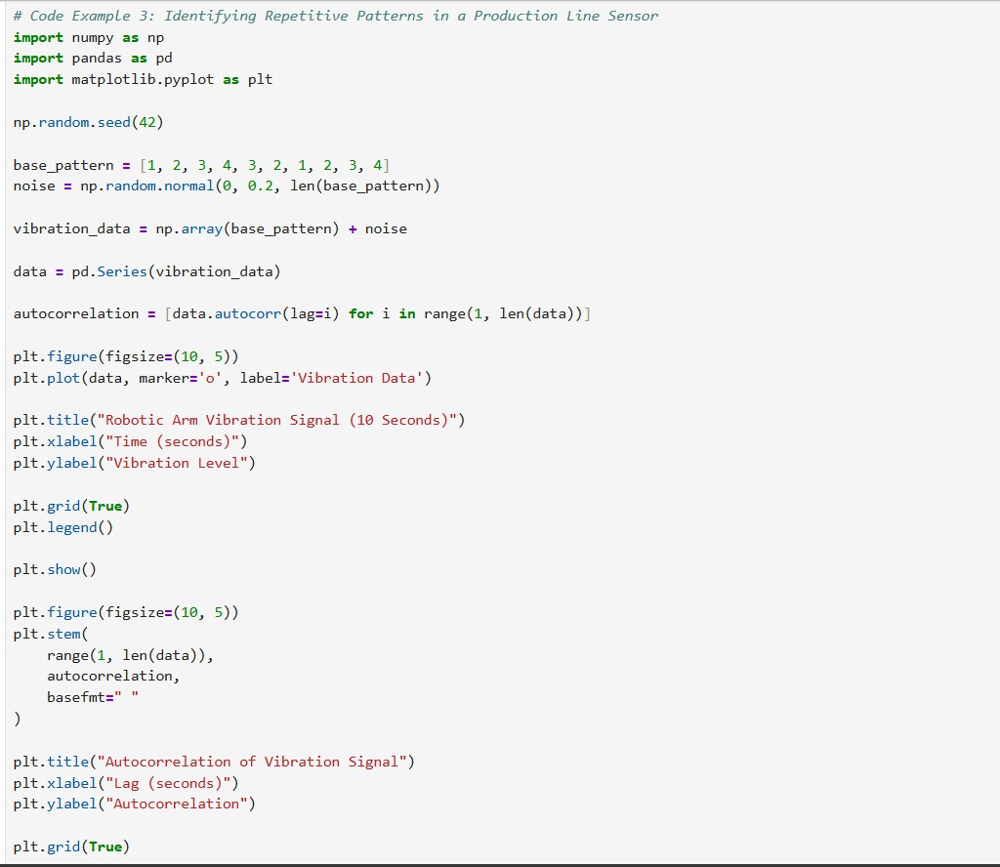 # Code Example 3: Identifying Repetitive Patterns in a Production Line Sensor
import numpy as np
import pandas as pd
import matplotlib.pyplot as plt
np.random.seed(42)
base_pattern = [1, 2, 3, 4, 3, 2, 1, 2, 3, 4]
noise = np.random.normal(0, 0.2, len(base_pattern))
vibration_data = np.array(base_pattern) + noise
data = pd.Series(vibration_data)
autocorrelation = [data.autocorr(lag=i) for i in range(1, len(data))]
plt.figure(figsize=(10, 5))
plt.plot(data, marker='o', label='Vibration Data')
plt.title("Robotic Arm Vibration Signal (10 Seconds)")
plt.xlabel("Time (seconds)")
plt.ylabel("Vibration Level")
plt.grid(True)
plt.legend()
plt.show()
plt.figure(figsize=(10, 5))
plt.stem(
    range(1, len(data)),
    autocorrelation,
    basefmt=" "
)
plt.title("Autocorrelation of Vibration Signal")
plt.xlabel("Lag (seconds)")
plt.ylabel("Autocorrelation")
plt.grid(True)